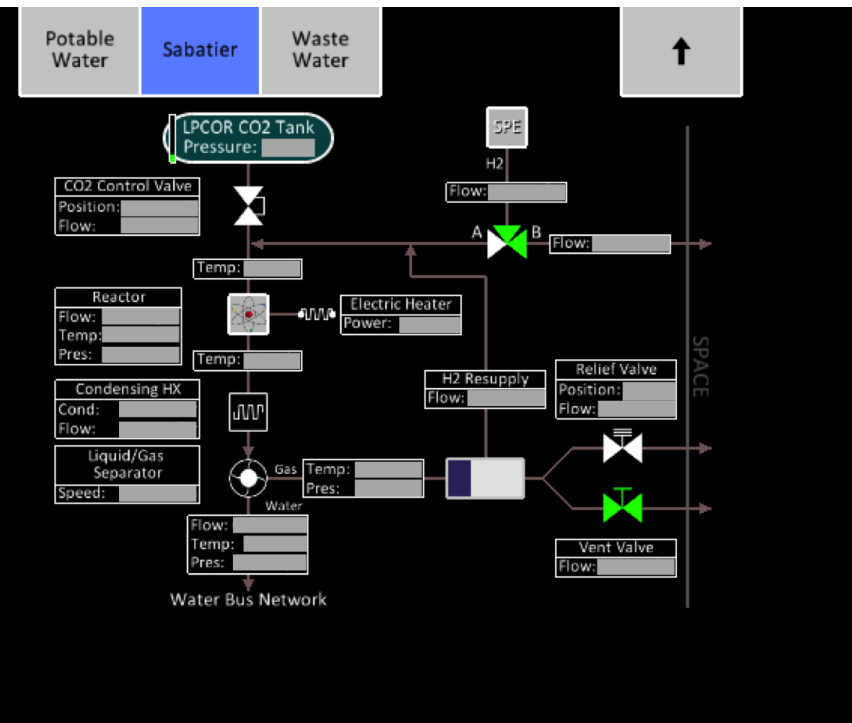 Potable
Water
Sabatier
Waste
Water
LPCOR CO2 Tank
Pressure:
SPE
H2
CO2 Control Valve
Position:
Flow:
Flow:
A
B
Flow:
Temp:
Reactor
Flow:
Temp:
Pres:
Electric Heater
Power:
SPACE
Temp:
H2 Resupply
Flow:
Relief Valve
Position:
Flow:
Condensing HX
Cond:
Flow:
Liquid/Gas
Separator
Speed:
Gas
Temp:
Pres:
Water
Flow:
Temp:
Pres:
Vent Valve
Flow:
Water Bus Network